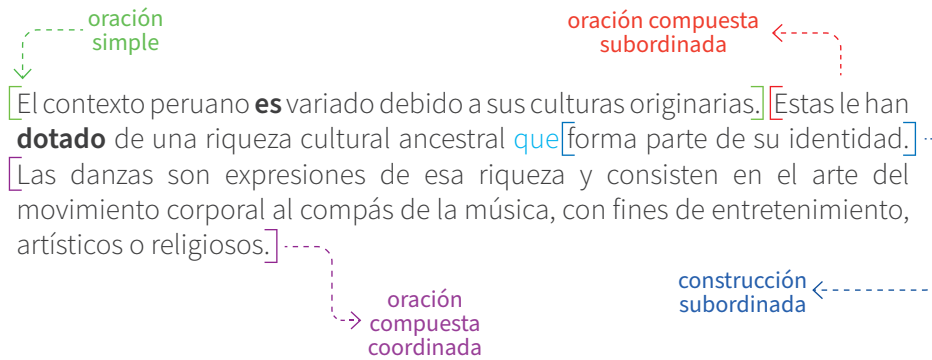 oración
simple
oración compuesta
subordinada
El contexto peruano es variado debido a sus culturas originarias. Estas le han
dotado de una riqueza cultural ancestral que forma parte de su identidad.
Las danzas son expresiones de esa riqueza y consisten en el arte del
movimiento corporal al compás de la música, con fines de entretenimiento,
artísticos o religiosos.
construcción
subordinada
oración
compuesta
coordinada